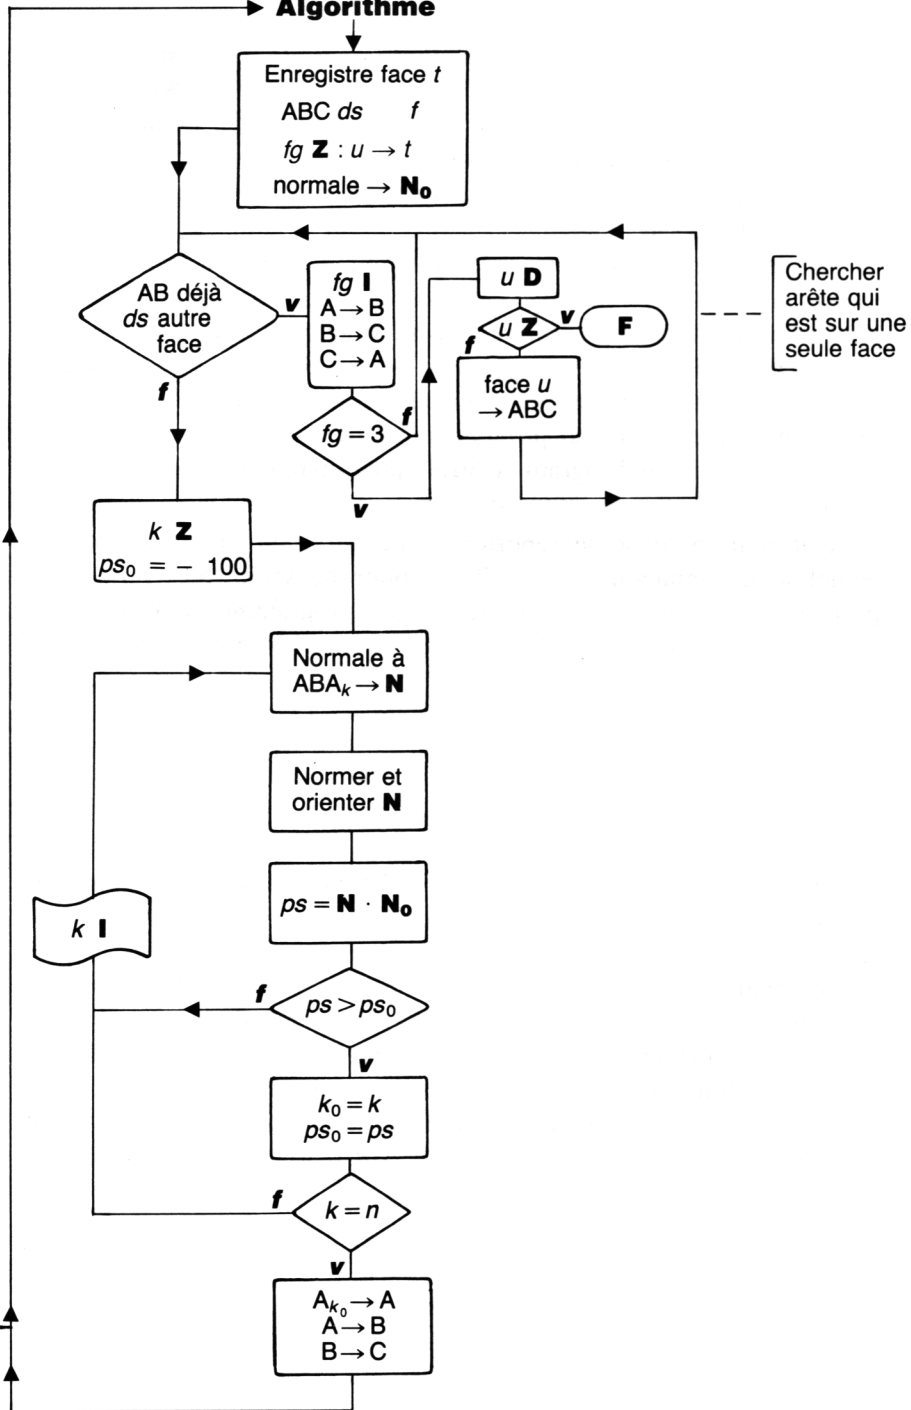 Algorithme
Enregistre face t
ABC ds f
fg Z : u → t
normale → N₀
AB déjà
ds autre
face
v
f
fg I
A → B
B → C
C → A
fg = 3
f
v
u D
u Z
v
F
f
face u
→ ABC
Chercher
arête qui
est sur une
seule face
k Z
ps₀ = − 100
Normale à
ABAₖ → N
Normer et
orienter N
ps = N · N₀
k I
ps > ps₀
f
v
k₀ = k
ps₀ = ps
k = n
f
v
Aₖ₀ → A
A → B
B → C